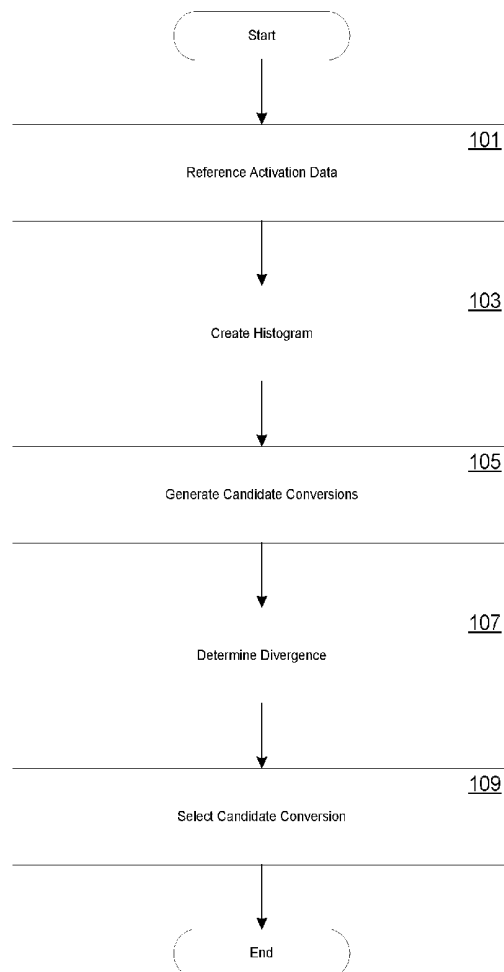 Start
101
Reference Activation Data
103
Create Histogram
105
Generate Candidate Conversions
107
Determine Divergence
109
Select Candidate Conversion
End